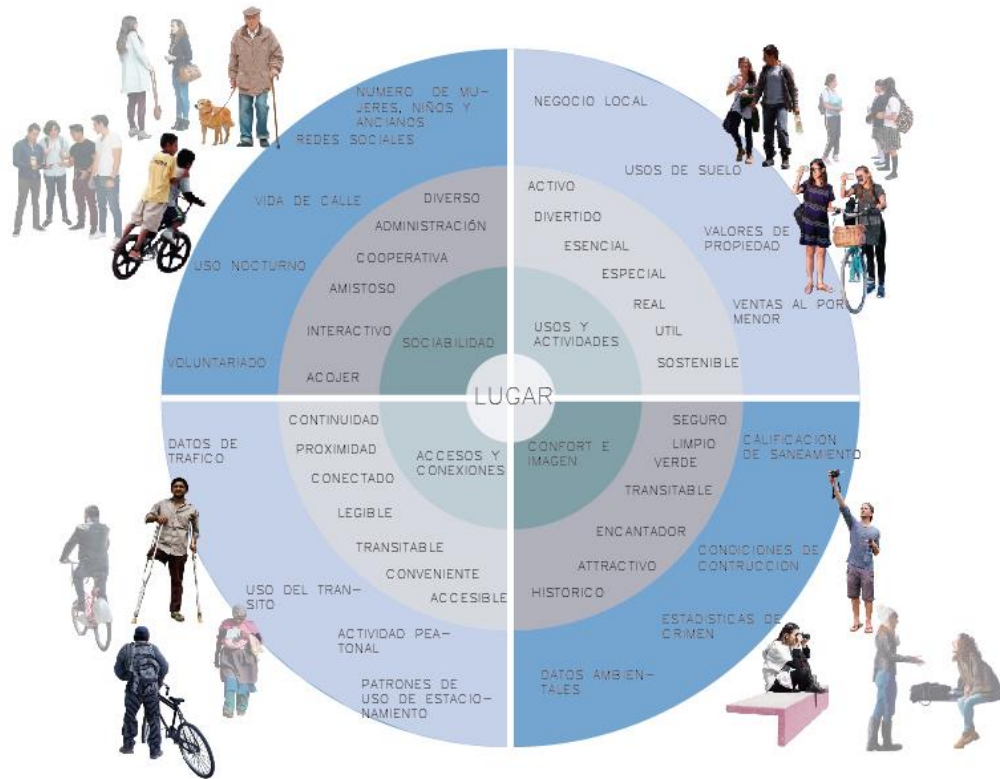 NUMERO DE MU-
JERES, NIÑOS Y
ANCIANOS
REDES SOCIALES
VIDA DE CALLE
USO NOCTURNO
VOLUNTARIADO
DIVERSO
ADMINISTRACIÓN
COOPERATIVA
AMISTOSO
INTERACTIVO
ACOJER
SOCIABILIDAD
NEGOCIO LOCAL
USOS DE SUELO
VALORES DE
PROPIEDAD
VENTAS AL POR
MENOR
ACTIVO
DIVERTIDO
ESENCIAL
ESPECIAL
REAL
UTIL
SOSTENIBLE
USOS Y
ACTIVIDADES
LUGAR
DATOS DE
TRAFICO
USO DEL TRAN-
SITO
ACTIVIDAD PEA-
TONAL
PATRONES DE
USO DE ESTACIO-
NAMIENTO
CONTINUIDAD
PROXIMIDAD
CONECTADO
LEGIBLE
TRANSITABLE
CONVENIENTE
ACCESIBLE
ACCESOS Y
CONEXIONES
CONFORT E
IMAGEN
SEGURO
LIMPIO
VERDE
TRANSITABLE
ENCANTADOR
ATTRACTIVO
HISTORICO
CALIFICACION
DE SANEAMIENTO
CONDICIONES DE
CONTRUCCION
ESTADISTICAS DE
CRIMEN
DATOS AMBIEN-
TALES